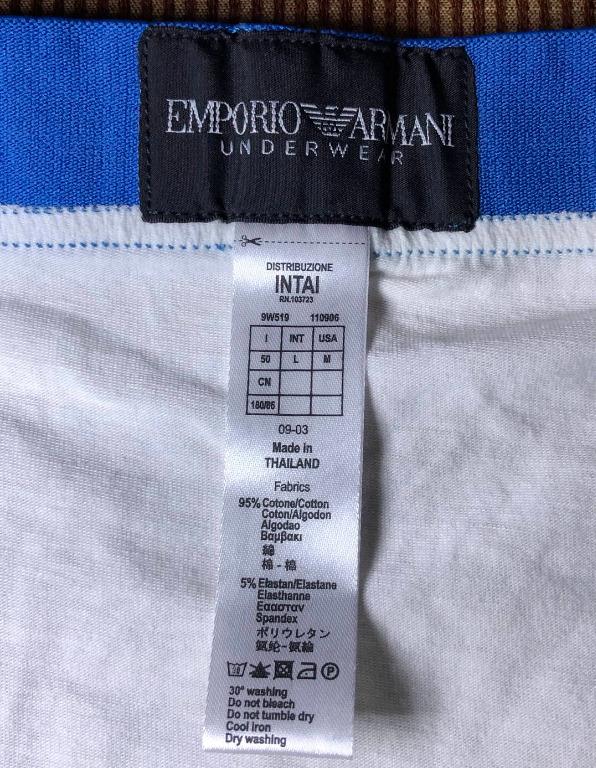 EMPORIO ARMANI
UNDERWEAR
DISTRIBUZIONE
INTAI
RN.103723
9W519 110906
I INT USA
50 L M
CN
180/86
09-03
Made in
THAILAND
Fabrics
95% Cotone/Cotton
Coton/Algodon
Algodao
Βαμβακι
綿
棉 - 棉
5% Elastan/Elastane
Elasthanne
Εασσταν
Spandex
ポリウレタン
氨纶-氨綸
30° washing
Do not bleach
Do not tumble dry
Cool iron
Dry washing